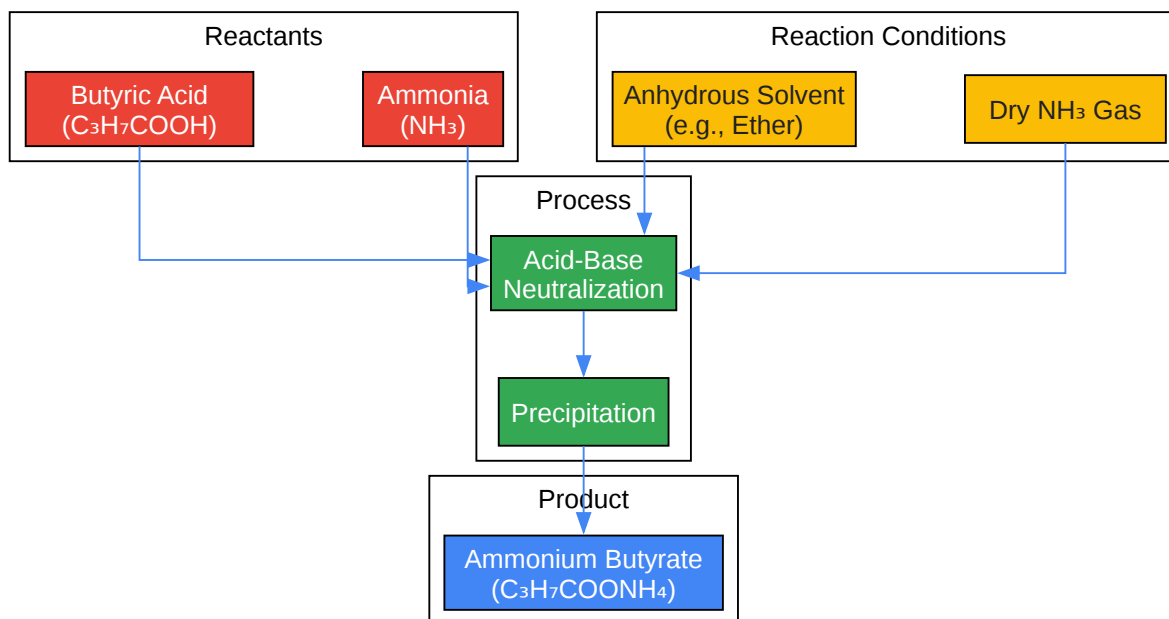 Reactants
Reaction Conditions
Butyric Acid
(C₃H₇COOH)
Ammonia
(NH₃)
Anhydrous Solvent
(e.g., Ether)
Dry NH₃ Gas
Process
Acid-Base
Neutralization
Precipitation
Product
Ammonium Butyrate
(C₃H₇COONH₄)